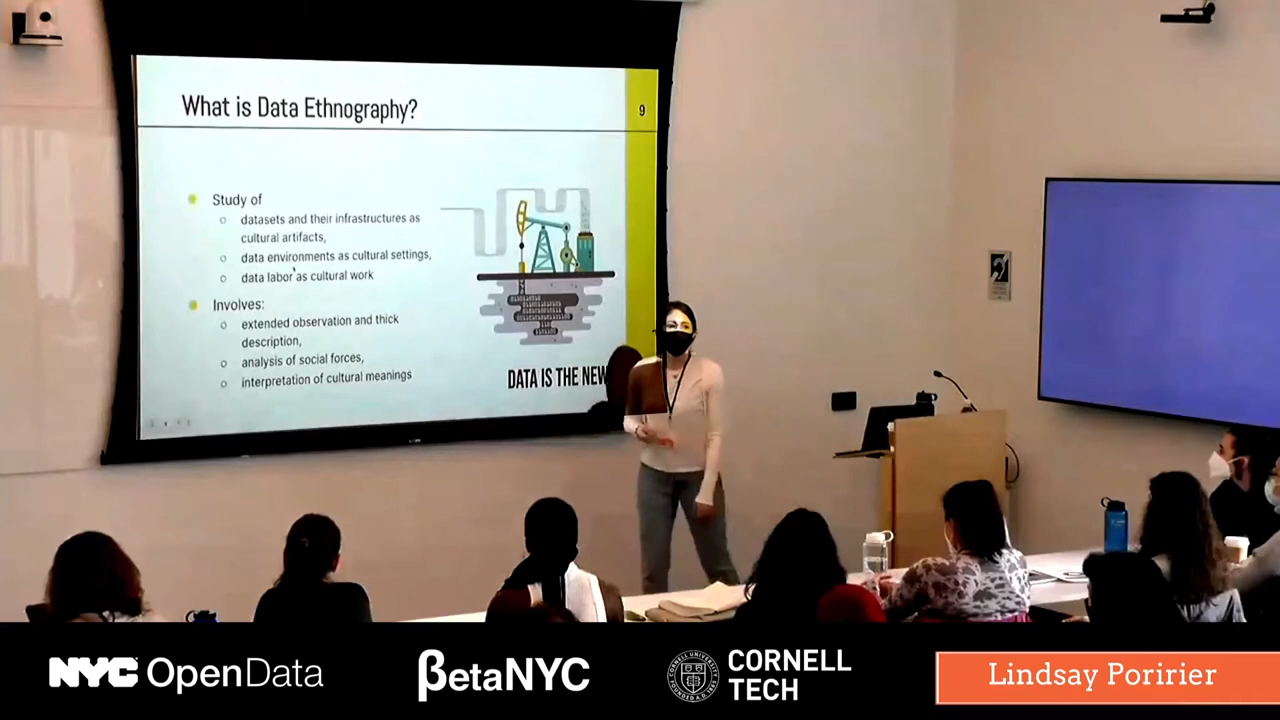 What is Data Ethnography?
9
Study of
datasets and their infrastructures as
cultural artifacts,
data environments as cultural settings,
data labor as cultural work
Involves:
extended observation and thick
description,
analysis of social forces,
interpretation of cultural meanings
DATA IS THE NEW
NYC OpenData
βetaNYC
CORNELL
TECH
Lindsay Poririer